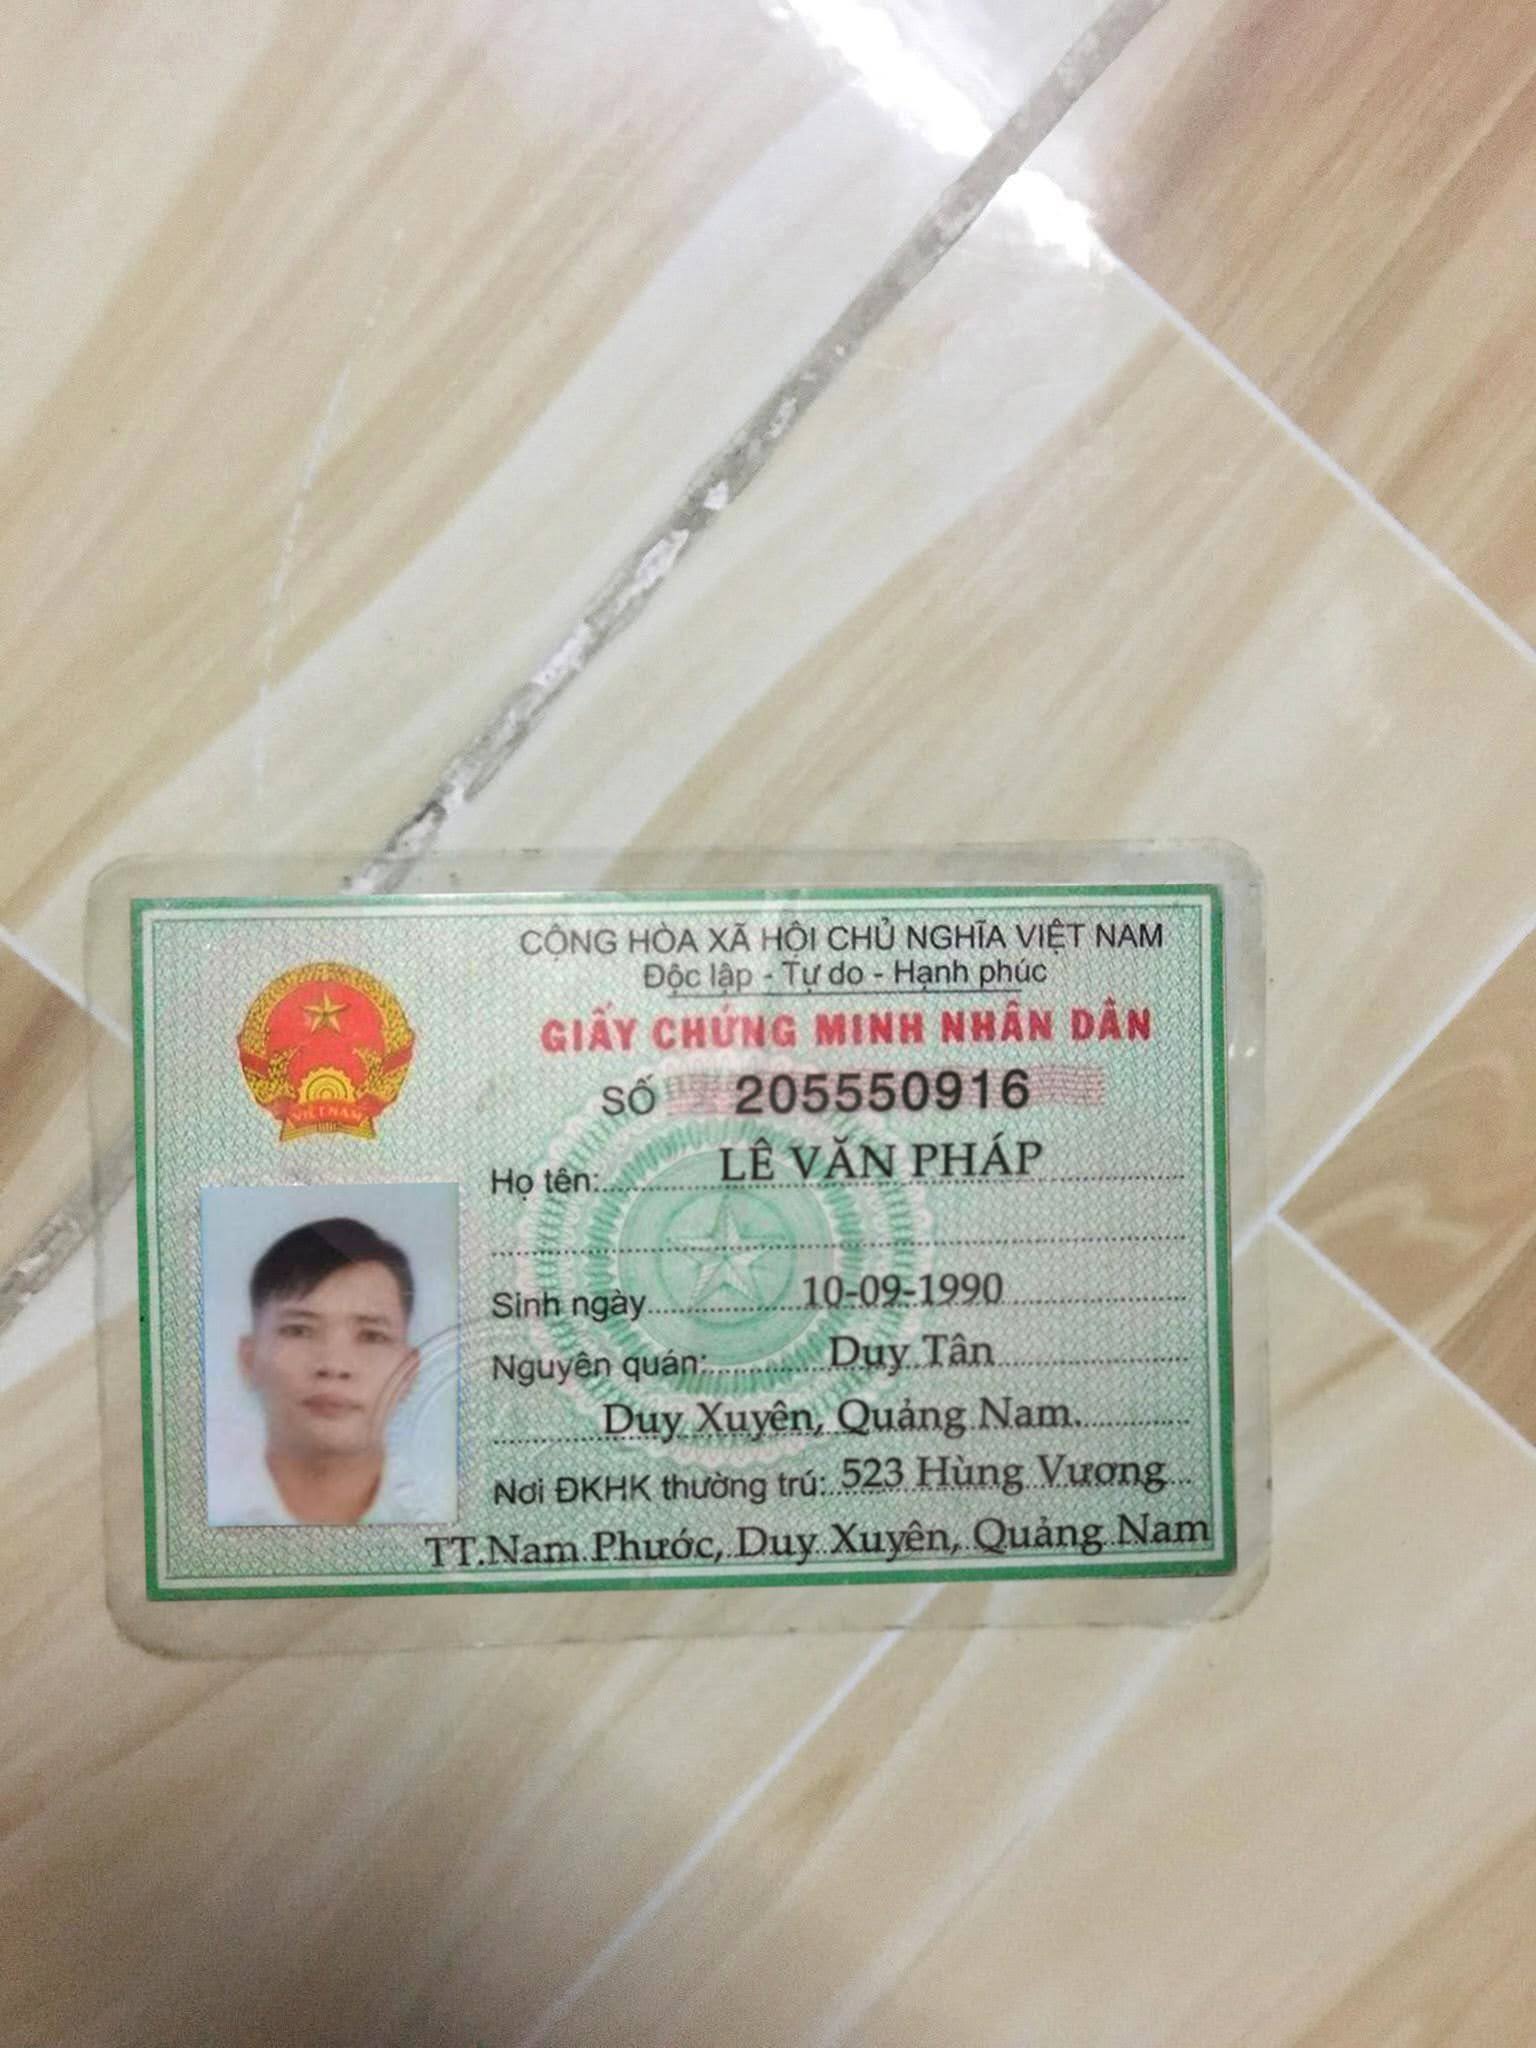 CỘNG HÒA XÃ HỘI CHỦ NGHĨA VIỆT NAM
Độc lập - Tự do - Hạnh phúc
GIẤY CHỨNG MINH NHÂN DÂN
SỐ 205550916
VIỆT NAM
Họ tên: LÊ VĂN PHÁP
Sinh ngày 10-09-1990
Nguyên quán: Duy Tân
Duy Xuyên, Quảng Nam.
Nơi ĐKHK thường trú: 523 Hùng Vương
TT.Nam Phước, Duy Xuyên, Quảng Nam